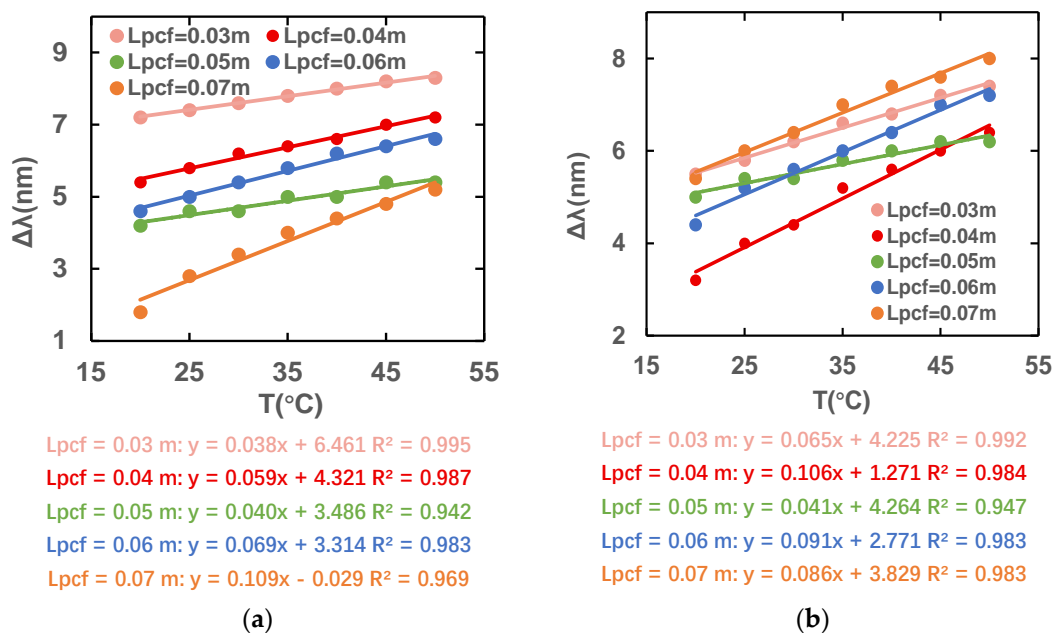 Lpcf=0.03m Lpcf=0.04m
Lpcf=0.05m Lpcf=0.06m
Lpcf=0.07m
9
7
5
3
1
Δλ(nm)
15 25 35 45 55
T(°C)
Lpcf = 0.03 m: y = 0.038x + 6.461 R² = 0.995
Lpcf = 0.04 m: y = 0.059x + 4.321 R² = 0.987
Lpcf = 0.05 m: y = 0.040x + 3.486 R² = 0.942
Lpcf = 0.06 m: y = 0.069x + 3.314 R² = 0.983
Lpcf = 0.07 m: y = 0.109x - 0.029 R² = 0.969
(a)
8
6
4
2
Δλ(nm)
Lpcf=0.03m
Lpcf=0.04m
Lpcf=0.05m
Lpcf=0.06m
Lpcf=0.07m
15 25 35 45 55
T(°C)
Lpcf = 0.03 m: y = 0.065x + 4.225 R² = 0.992
Lpcf = 0.04 m: y = 0.106x + 1.271 R² = 0.984
Lpcf = 0.05 m: y = 0.041x + 4.264 R² = 0.947
Lpcf = 0.06 m: y = 0.091x + 2.771 R² = 0.983
Lpcf = 0.07 m: y = 0.086x + 3.829 R² = 0.983
(b)